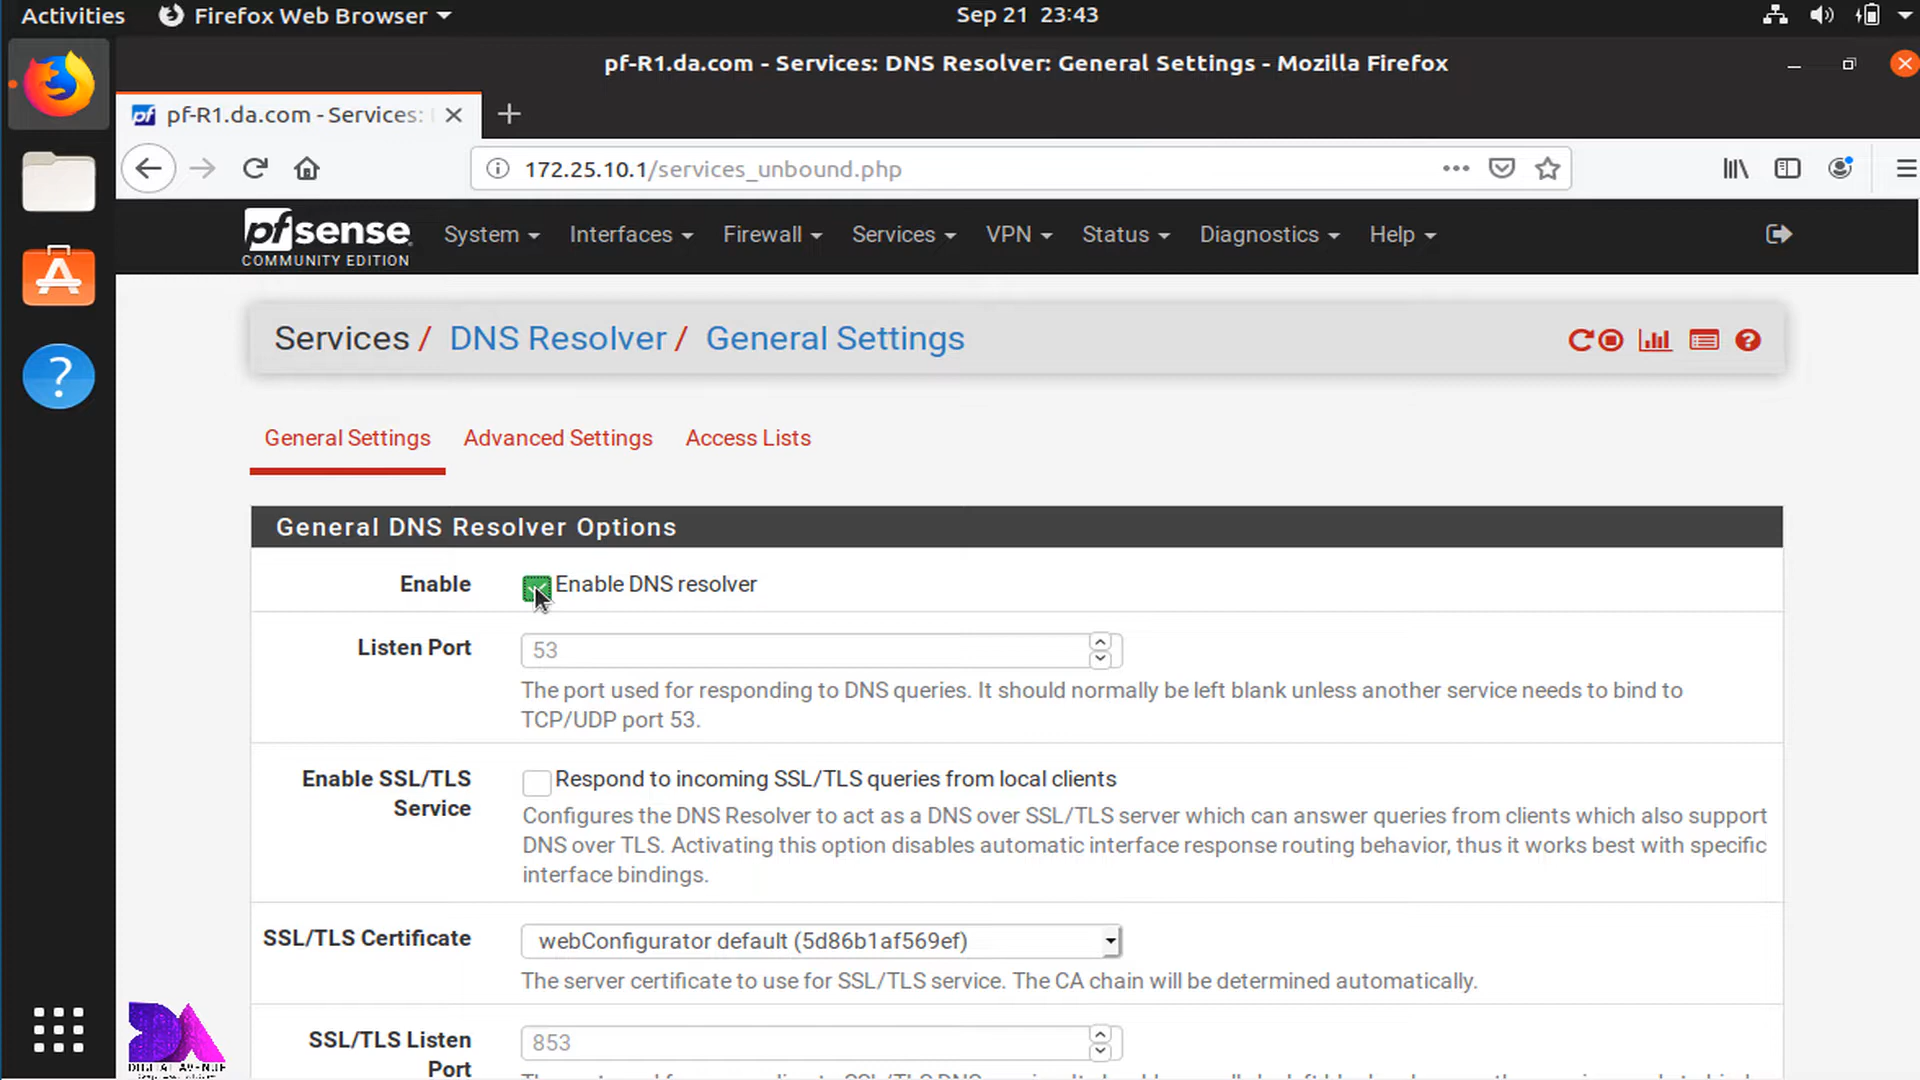 Activities Firefox Web Browser Sep 21 23:43
pf-R1.da.com - Services: DNS Resolver: General Settings - Mozilla Firefox
pf-R1.da.com - Services:
172.25.10.1/services_unbound.php
pfsense
COMMUNITY EDITION
System Interfaces Firewall Services VPN Status Diagnostics Help
Services / DNS Resolver / General Settings
General Settings Advanced Settings Access Lists
General DNS Resolver Options
Enable Enable DNS resolver
Listen Port 53
The port used for responding to DNS queries. It should normally be left blank unless another service needs to bind to
TCP/UDP port 53.
Enable SSL/TLS
Service
Respond to incoming SSL/TLS queries from local clients
Configures the DNS Resolver to act as a DNS over SSL/TLS server which can answer queries from clients which also support
DNS over TLS. Activating this option disables automatic interface response routing behavior, thus it works best with specific
interface bindings.
SSL/TLS Certificate webConfigurator default (5d86b1af569ef)
The server certificate to use for SSL/TLS service. The CA chain will be determined automatically.
SSL/TLS Listen
Port
853
DA
DIGITAL AVENUE